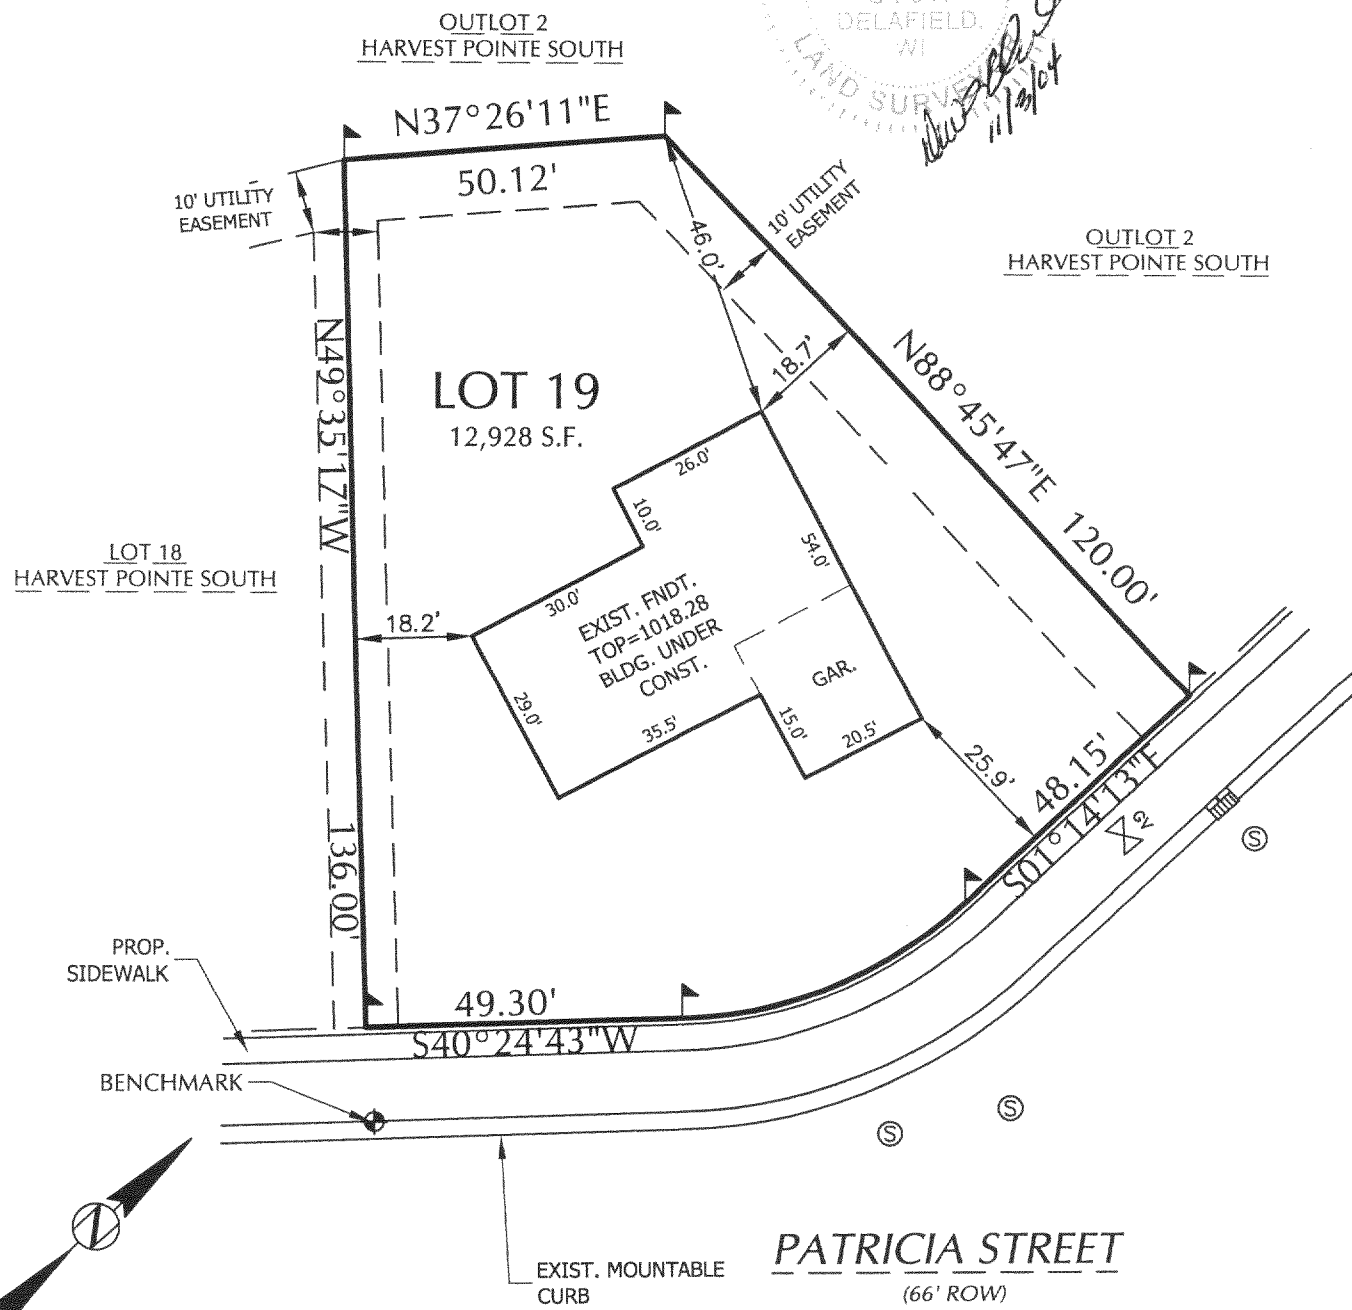 OUTLOT 2
HARVEST POINTE SOUTH
DELAFIELD,
WI
LAND SURVEYOR
11/3/04
N37°26'11"E
50.12'
10' UTILITY
EASEMENT
46.0'
10' UTILITY
EASEMENT
OUTLOT 2
HARVEST POINTE SOUTH
N49°35'17"W
136.00'
LOT 19
12,928 S.F.
18.7'
N88°45'47"E 120.00'
26.0'
10.0'
54.0'
LOT 18
HARVEST POINTE SOUTH
30.0'
18.2'
EXIST. FNDT.
TOP=1018.28
BLDG. UNDER
CONST.
GAR.
29.0'
35.5'
15.0'
20.5'
25.9'
48.15'
S01°14'13"E
GV
S
PROP.
SIDEWALK
49.30'
S40°24'43"W
BENCHMARK
S
S
N
EXIST. MOUNTABLE
CURB
PATRICIA STREET
(66' ROW)